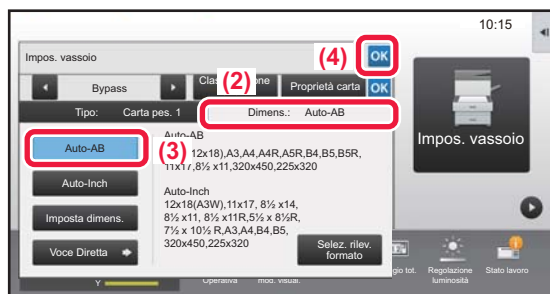 10:15
Impos. vassoio
(4)
OK
Bypass
(2)
Proprietà carta
OK
Tipo: Carta pes. 1
Dimens.: Auto-AB
Auto-AB
Auto-AB
(3)
12x18),A3,A4,A4R,A5R,B4,B5,B5R,
11x17,8½ x11,320x450,225x320
Auto-Inch
Auto-Inch
12x18(A3W),11x17, 8½ x14,
8½ x11, 8½ x11R,5½ x 8½R,
7½ x 10½ R,A3,A4,B4,B5,
320x450,225x320
Imposta dimens.
Voce Diretta
Selez. rilev.
formato
Impos. vassoio
Y
Operativa
mod. visual.
gio tot.
Regolazione
luminosità
Stato lavoro